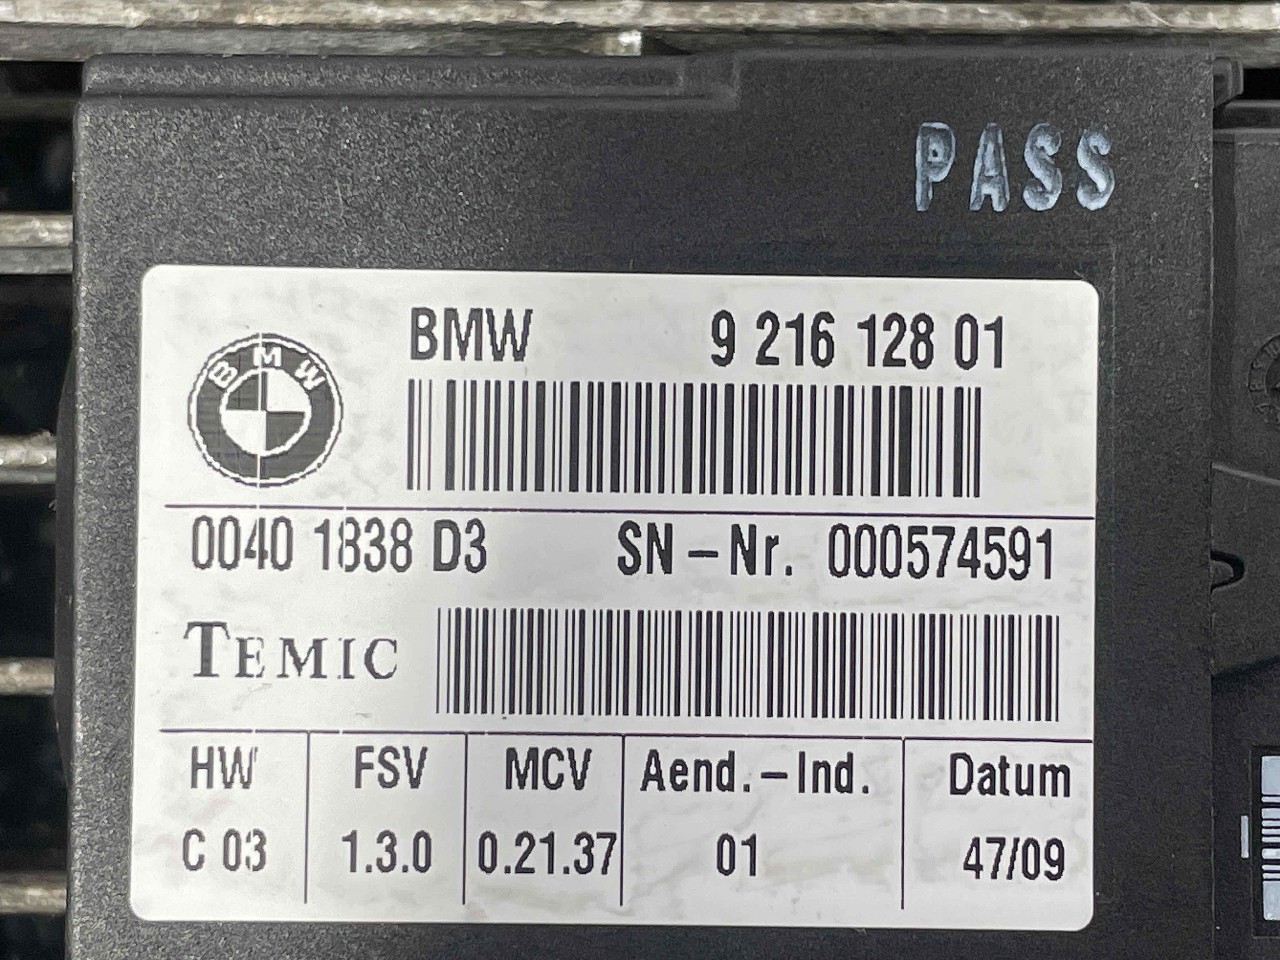 PASS
BMW
BMW 9 216 128 01
0040 1838 D3 SN-Nr. 000574591
TEMIC
HW FSV MCV Aend.-Ind. Datum
C 03 1.3.0 0.21.37 01 47/09